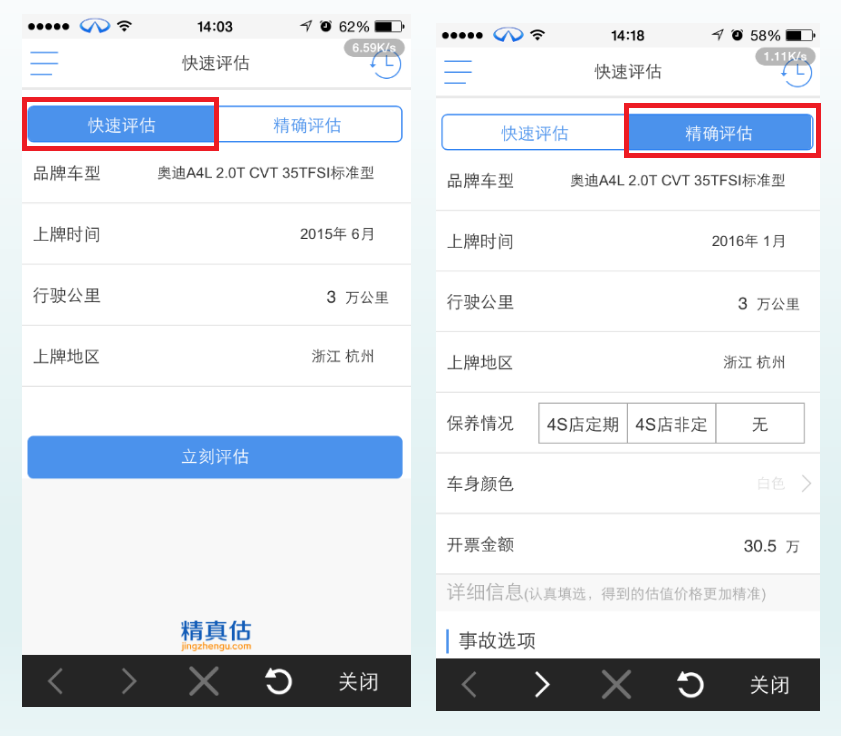 14:03
62%
6.59K/s
快速评估
快速评估
精确评估
品牌车型
奥迪A4L 2.0T CVT 35TFSI标准型
上牌时间
2015年 6月
行驶公里
3 万公里
上牌地区
浙江 杭州
立刻评估
精真估
jingzhengu.com
关闭
14:18
58%
1.11K/s
快速评估
快速评估
精确评估
品牌车型
奥迪A4L 2.0T CVT 35TFSI标准型
上牌时间
2016年 1月
行驶公里
3 万公里
上牌地区
浙江 杭州
保养情况
4S店定期
4S店非定
无
车身颜色
白色
开票金额
30.5 万
详细信息(认真填选，得到的估值价格更加精准)
事故选项
关闭